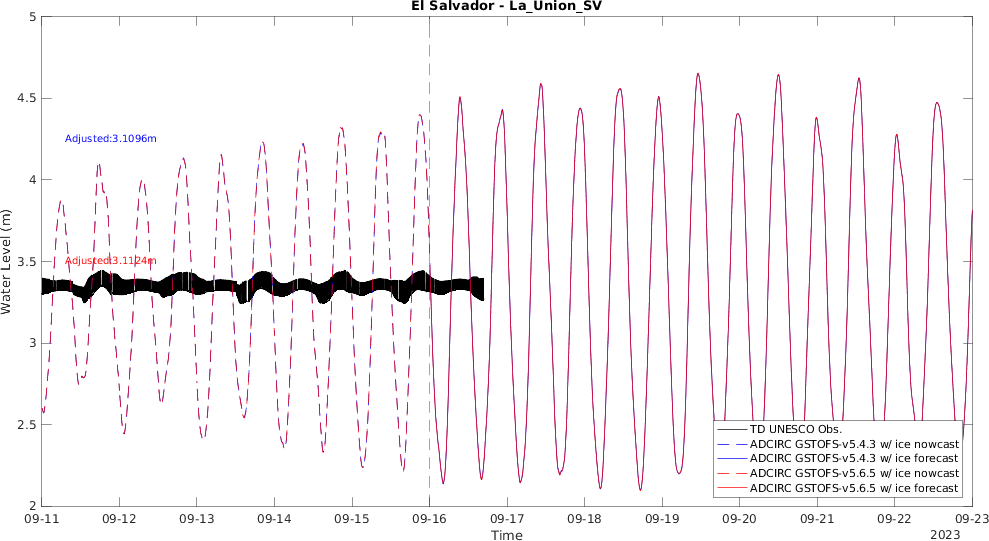 El Salvador - La_Union_SV
5
4.5
4
3.5
3
2.5
2
Water Level (m)
Adjusted:3.1096m
Adjusted:3.1124m
TD UNESCO Obs.
ADCIRC GSTOFS-v5.4.3 w/ ice nowcast
ADCIRC GSTOFS-v5.4.3 w/ ice forecast
ADCIRC GSTOFS-v5.6.5 w/ ice nowcast
ADCIRC GSTOFS-v5.6.5 w/ ice forecast
09-11 09-12 09-13 09-14 09-15 09-16 09-17 09-18 09-19 09-20 09-21 09-22 09-23
Time
2023